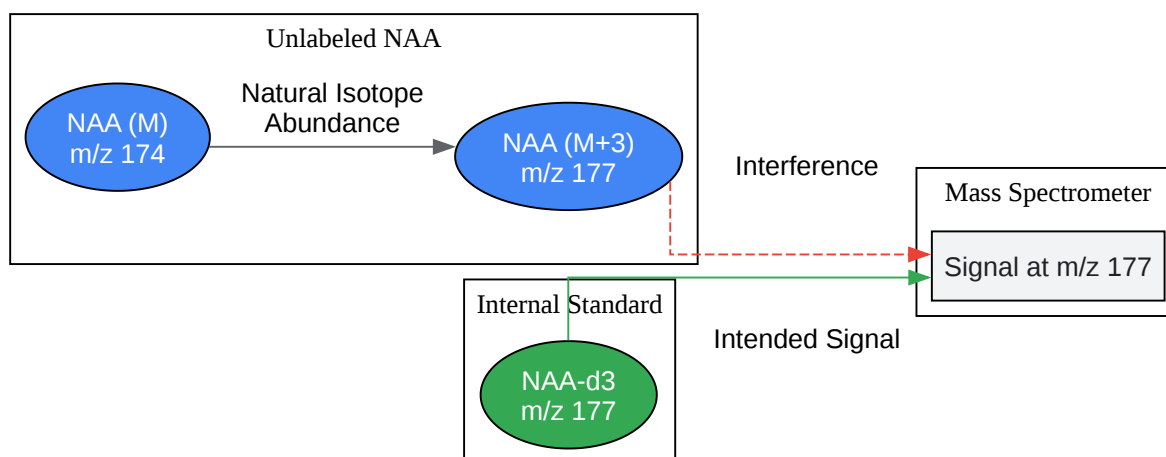 Unlabeled NAA
NAA (M)
m/z 174
Natural Isotope
Abundance
NAA (M+3)
m/z 177
Interference
Mass Spectrometer
Signal at m/z 177
Internal Standard
NAA-d3
m/z 177
Intended Signal